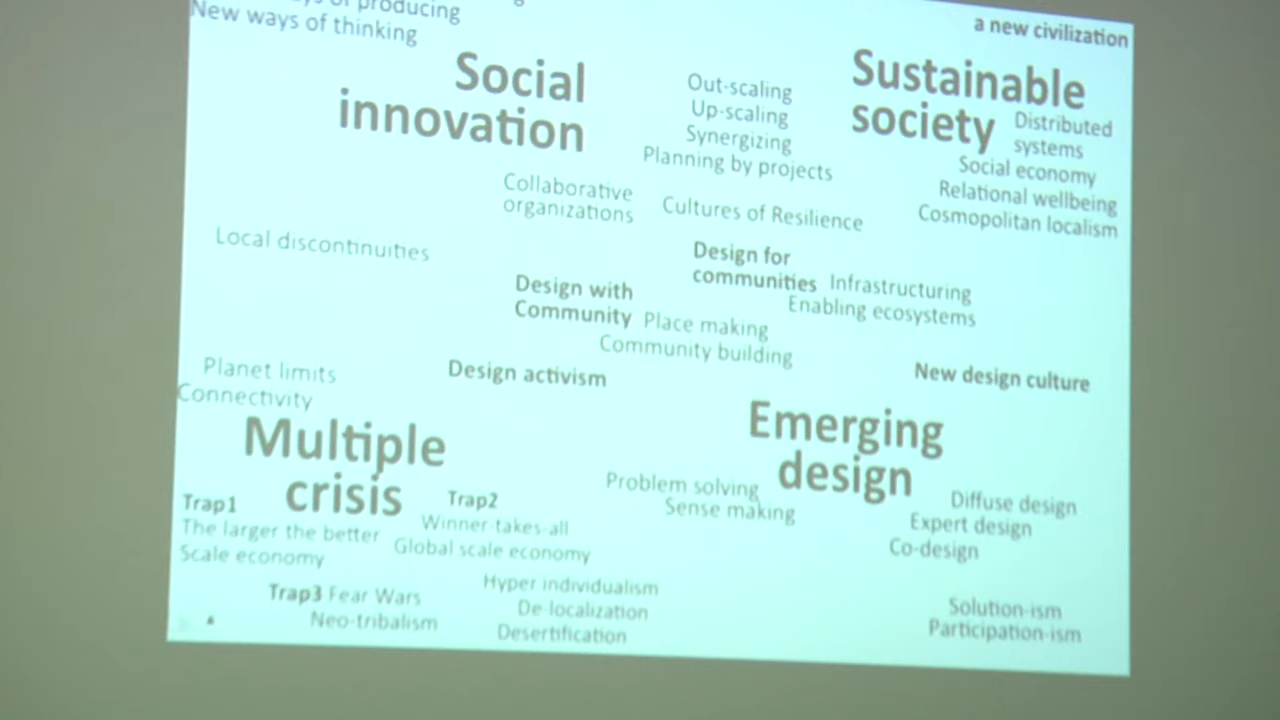 of producing
New ways of thinking
a new civilization
Social
innovation
Out-scaling
Up-scaling
Synergizing
Planning by projects
Sustainable
society
Distributed
systems
Social economy
Relational wellbeing
Cosmopolitan localism
Collaborative
organizations
Cultures of Resilience
Local discontinuities
Design for
communities
Infrastructuring
Enabling ecosystems
Design with
Community
Place making
Community building
Planet limits
Connectivity
Design activism
New design culture
Multiple
crisis
Emerging
design
Problem solving
Sense making
Diffuse design
Expert design
Co-design
Trap1
The larger the better
Scale economy
Trap2
Winner-takes-all
Global scale economy
Trap3 Fear Wars
Neo-tribalism
Hyper individualism
De-localization
Desertification
Solution-ism
Participation-ism